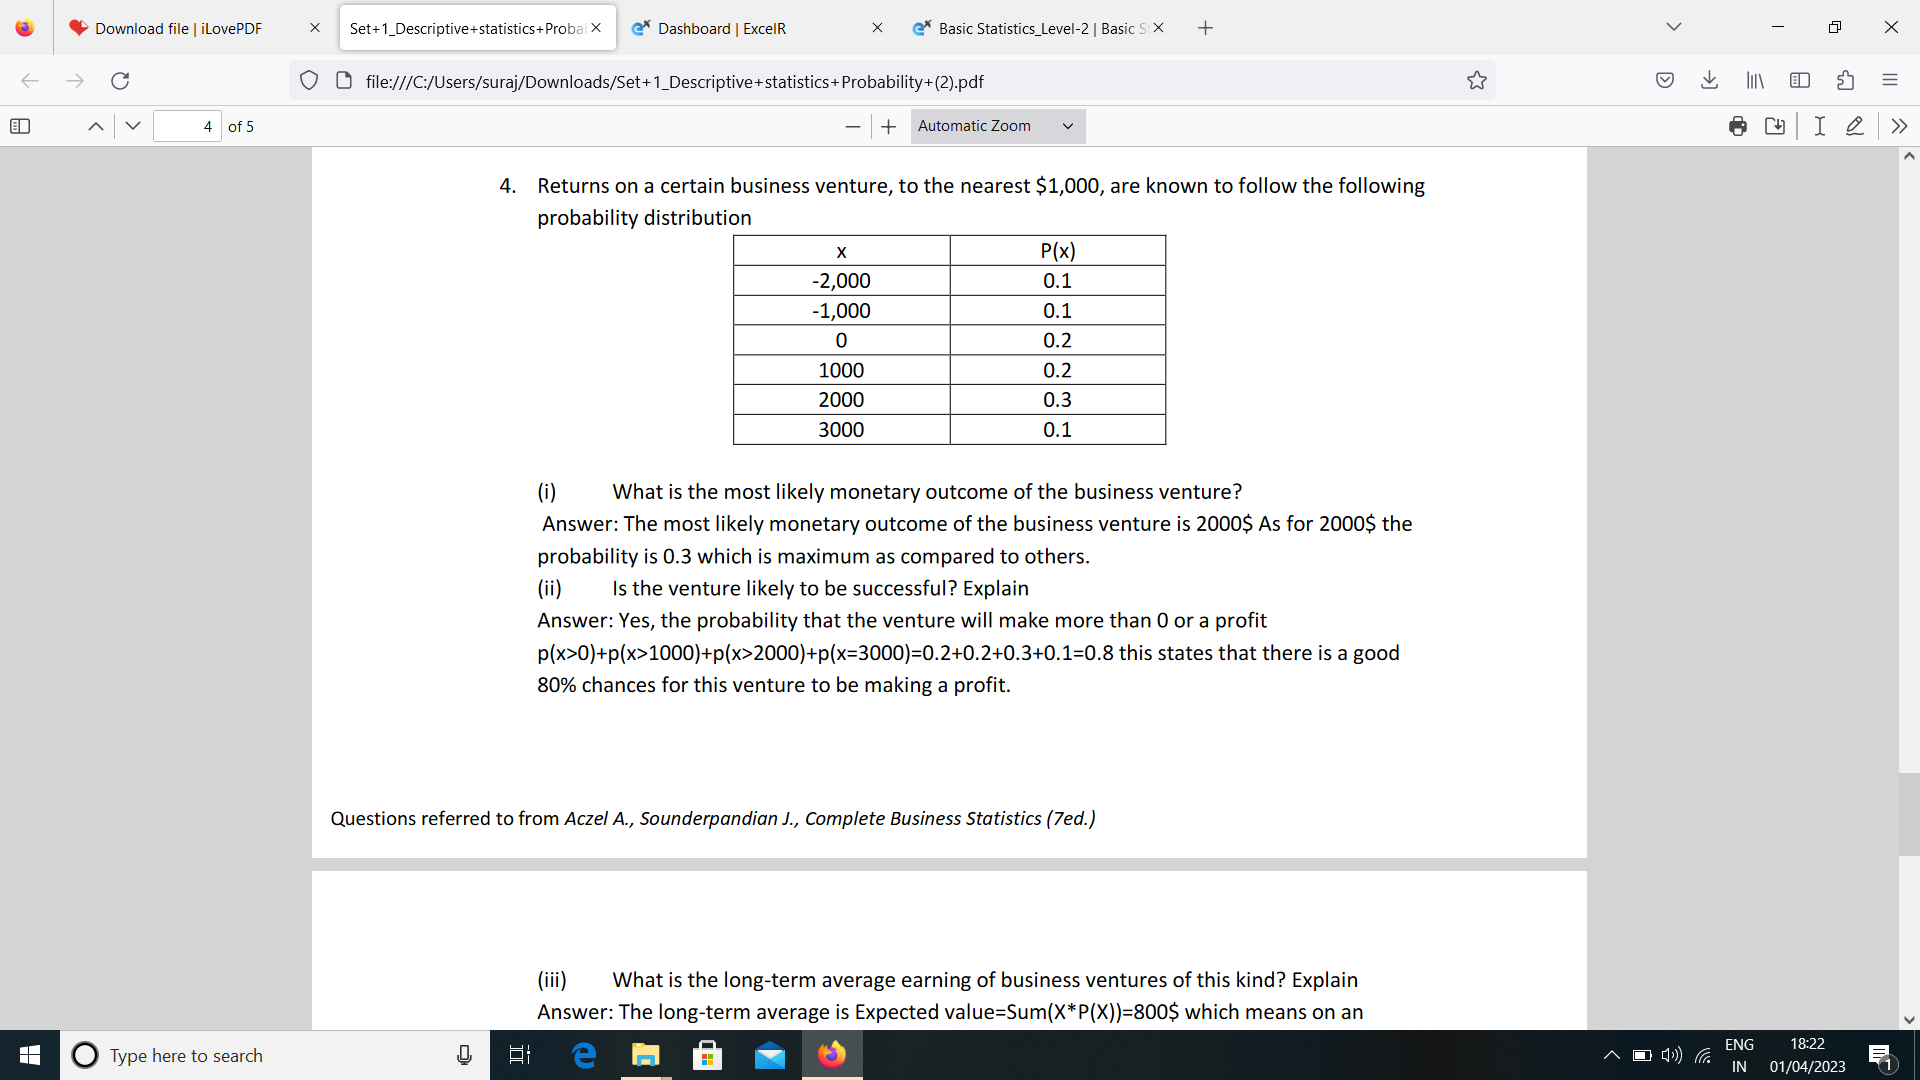 Download file | iLovePDF
Set+1_Descriptive+statistics+Proba
Dashboard | ExcelR
Basic Statistics_Level-2 | Basic S
file:///C:/Users/suraj/Downloads/Set+1_Descriptive+statistics+Probability+(2).pdf
4 of 5
Automatic Zoom
4. Returns on a certain business venture, to the nearest $1,000, are known to follow the following
probability distribution
x P(x)
-2,000 0.1
-1,000 0.1
0 0.2
1000 0.2
2000 0.3
3000 0.1
(i) What is the most likely monetary outcome of the business venture?
Answer: The most likely monetary outcome of the business venture is 2000$ As for 2000$ the
probability is 0.3 which is maximum as compared to others.
(ii) Is the venture likely to be successful? Explain
Answer: Yes, the probability that the venture will make more than 0 or a profit
p(x>0)+p(x>1000)+p(x>2000)+p(x=3000)=0.2+0.2+0.3+0.1=0.8 this states that there is a good
80% chances for this venture to be making a profit.
Questions referred to from Aczel A., Sounderpandian J., Complete Business Statistics (7ed.)
(iii) What is the long-term average earning of business ventures of this kind? Explain
Answer: The long-term average is Expected value=Sum(X*P(X))=800$ which means on an
Type here to search
ENG
IN
18:22
01/04/2023
1